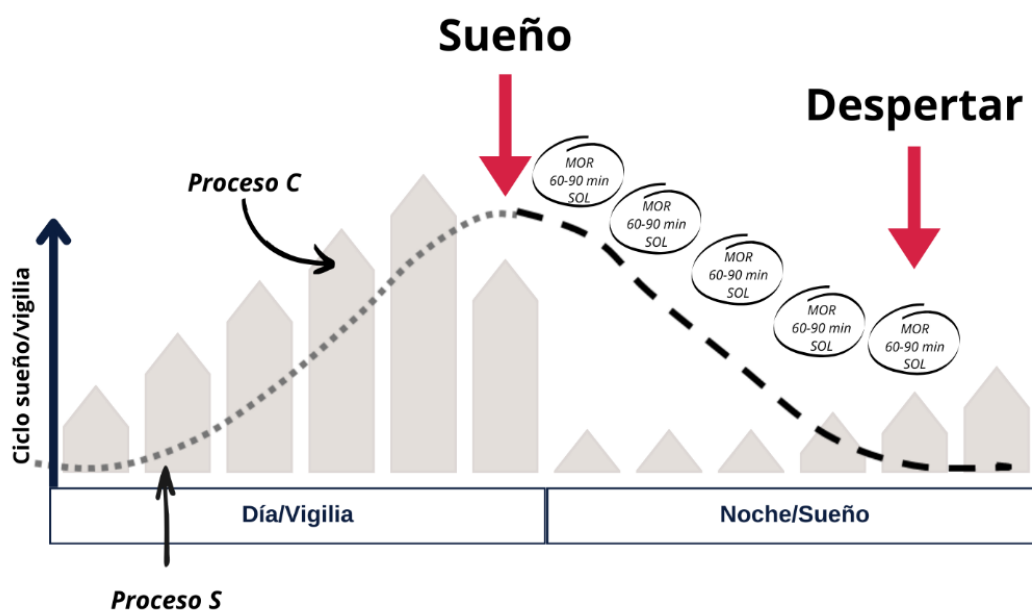 Sueño
Despertar
Proceso C
MOR
60-90 min
SOL
MOR
60-90 min
SOL
MOR
60-90 min
SOL
MOR
60-90 min
SOL
MOR
60-90 min
SOL
Ciclo sueño/vigilia
Día/Vigilia
Noche/Sueño
Proceso S